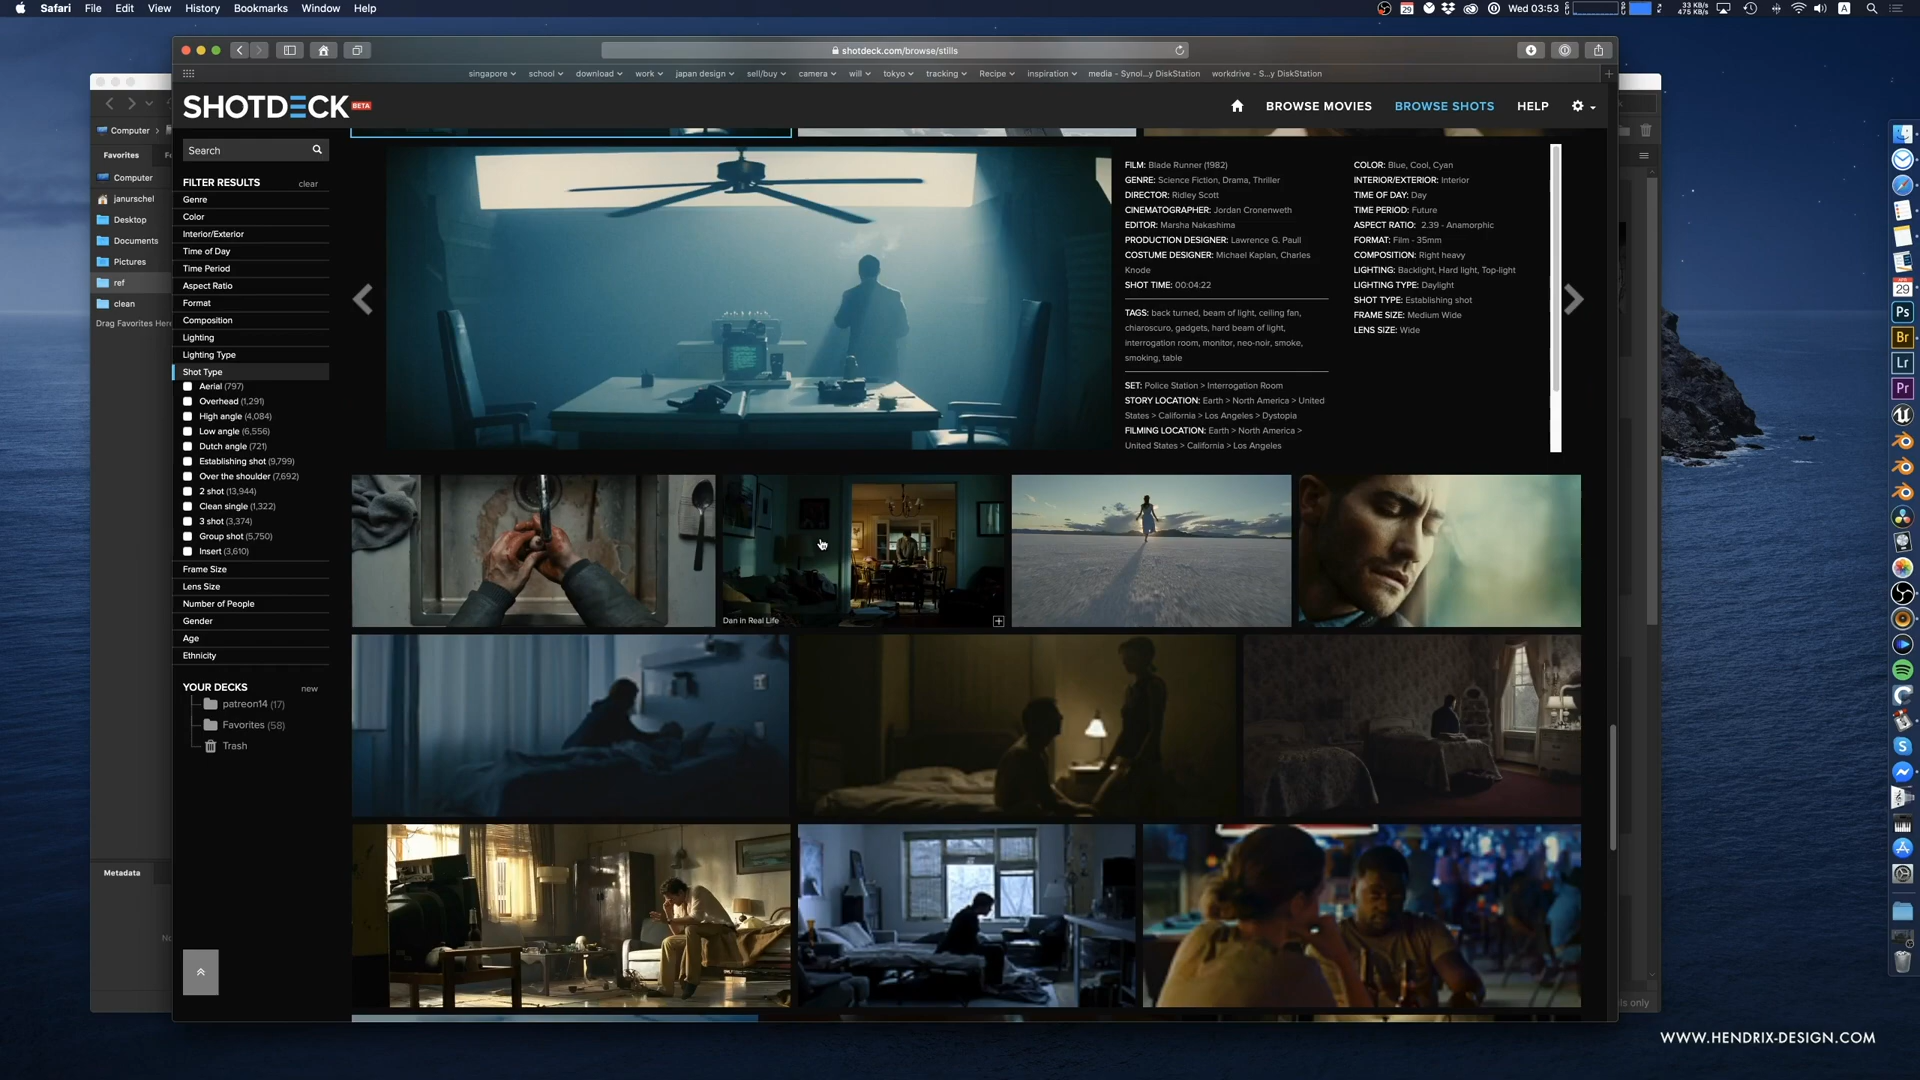 Safari File Edit View History Bookmarks Window Help
29
33 KB/s
475 KB/s
Wed 03:53
A
shotdeck.com/browse/stills
singapore school download work japan design sell/buy camera will tokyo tracking Recipe inspiration media - Synol...y DiskStation workdrive - S...y DiskStation
SHOTDECK BETA
BROWSE MOVIES BROWSE SHOTS HELP
Computer
Favorites
Computer
janurschel
Desktop
Documents
Pictures
ref
clean
Drag Favorites Here
Metadata
Search
FILTER RESULTS clear
Genre
Color
Interior/Exterior
Time of Day
Time Period
Aspect Ratio
Format
Composition
Lighting
Lighting Type
Shot Type
Aerial (797)
Overhead (1,291)
High angle (4,084)
Low angle (6,556)
Dutch angle (721)
Establishing shot (9,799)
Over the shoulder (7,692)
2 shot (13,944)
Clean single (1,322)
3 shot (3,374)
Group shot (5,750)
Insert (3,610)
Frame Size
Lens Size
Number of People
Gender
Age
Ethnicity
YOUR DECKS new
patreon14 (17)
Favorites (58)
Trash
FILM: Blade Runner (1982)
GENRE: Science Fiction, Drama, Thriller
DIRECTOR: Ridley Scott
CINEMATOGRAPHER: Jordan Cronenweth
EDITOR: Marsha Nakashima
PRODUCTION DESIGNER: Lawrence G. Paull
COSTUME DESIGNER: Michael Kaplan, Charles
Knode
SHOT TIME: 00:04:22
TAGS: back turned, beam of light, ceiling fan,
chiaroscuro, gadgets, hard beam of light,
interrogation room, monitor, neo-noir, smoke,
smoking, table
SET: Police Station > Interrogation Room
STORY LOCATION: Earth > North America > United
States > California > Los Angeles > Dystopia
FILMING LOCATION: Earth > North America >
United States > California > Los Angeles
COLOR: Blue, Cool, Cyan
INTERIOR/EXTERIOR: Interior
TIME OF DAY: Day
TIME PERIOD: Future
ASPECT RATIO: 2.39 - Anamorphic
FORMAT: Film - 35mm
COMPOSITION: Right heavy
LIGHTING: Backlight, Hard light, Top-light
LIGHTING TYPE: Daylight
SHOT TYPE: Establishing shot
FRAME SIZE: Medium Wide
LENS SIZE: Wide
Dan in Real Life
29
Ps
Br
Lr
Pr
only
WWW.HENDRIX-DESIGN.COM